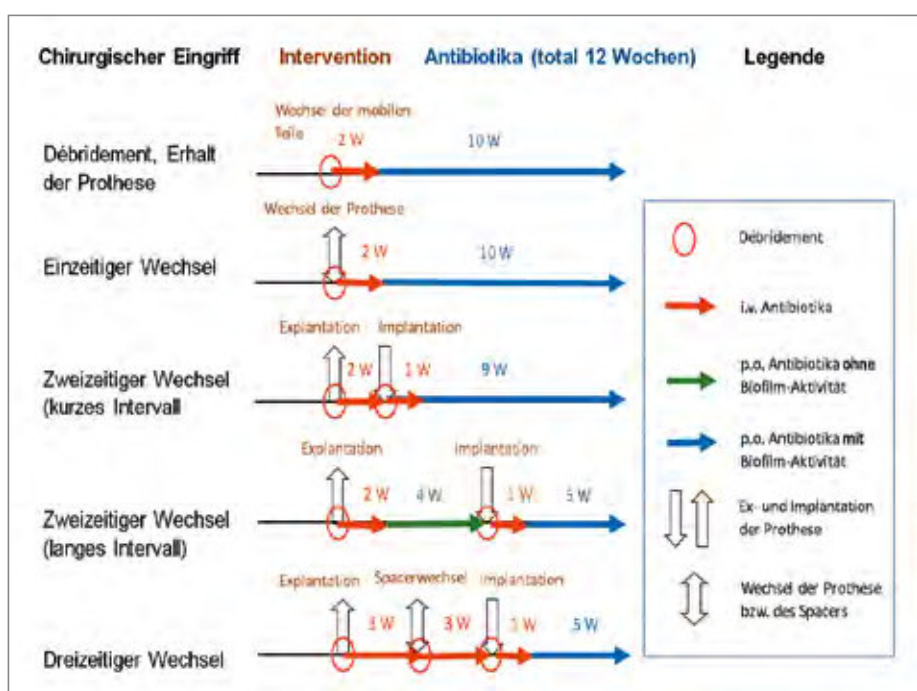 Chirurgischer Eingriff Intervention Antibiotika (total 12 Wochen) Legende
Wechsel der mobilen
Teile
2 W 10 W
Débridement, Erhalt
der Prothese
Wechsel der Prothese
2 W 10 W
Einzeitiger Wechsel
Explantation Implantation
2 W 1 W 9 W
Zweizeitiger Wechsel
(kurzes Intervall
Explantation Implantation
2 W 4 W 1 W 5 W
Zweizeitiger Wechsel
(langes Intervall)
Explantation Spacerwechsel Implantation
3 W 3 W 1 W 5 W
Dreizeitiger Wechsel
Débridement
i.v. Antibiotika
p.o. Antibiotika ohne
Biofilm-Aktivität
p.o. Antibiotika mit
Biofilm-Aktivität
Ex- und Implantation
der Prothese
Wechsel der Prothese
bzw. des Spacers